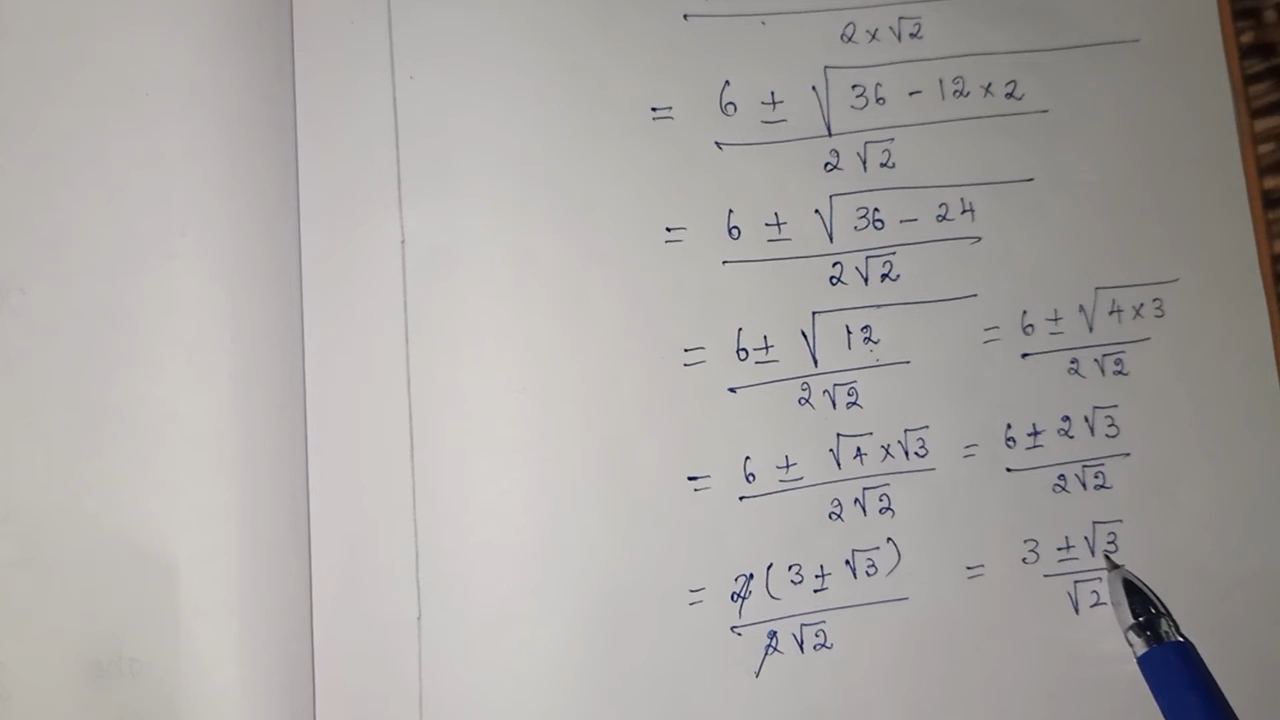 2 × √2
= 6 ± √36 - 12 × 2
2 √2
= 6 ± √36 - 24
2 √2
= 6 ± √12 = 6 ± √4 × 3
2 √2 2 √2
= 6 ± √4 × √3 = 6 ± 2 √3
2 √2 2 √2
= 2 ( 3 ± √3 ) = 3 ± √3
2 √2 √2